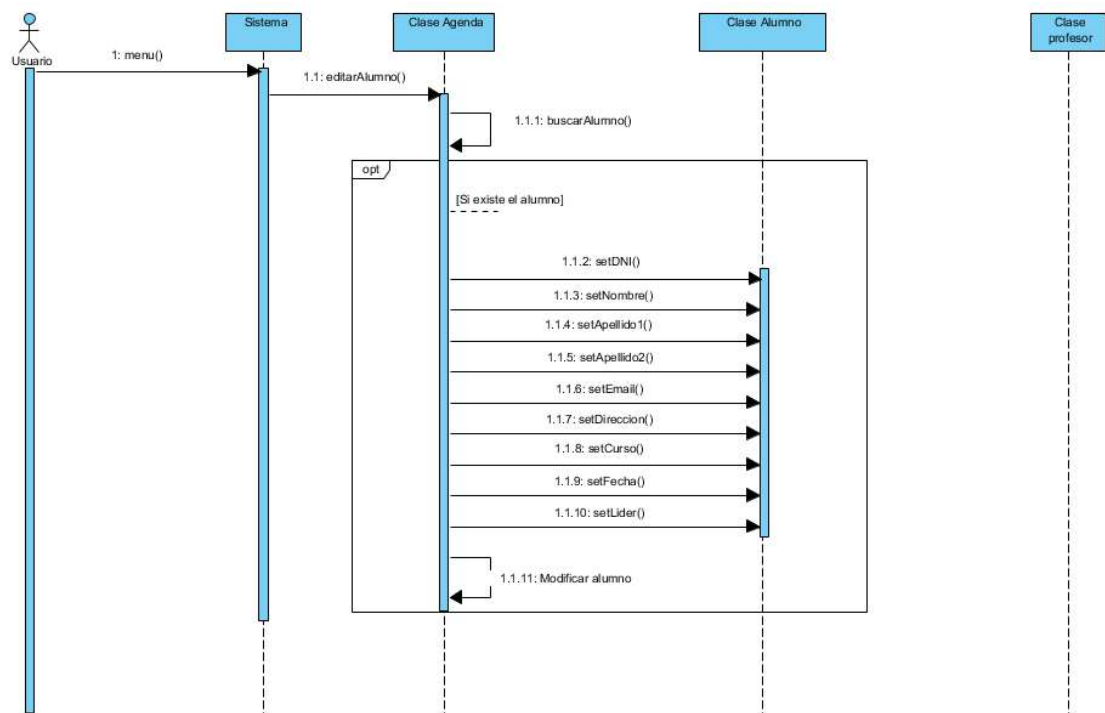 Sistema
Clase Agenda
Clase Alumno
Clase
profesor
Usuario
1: menu()
1.1: editarAlumno()
1.1.1: buscarAlumno()
opt
[Si existe el alumno]
1.1.2: setDNI()
1.1.3: setNombre()
1.1.4: setApellido1()
1.1.5: setApellido2()
1.1.6: setEmail()
1.1.7: setDireccion()
1.1.8: setCurso()
1.1.9: setFecha()
1.1.10: setLider()
1.1.11: Modificar alumno